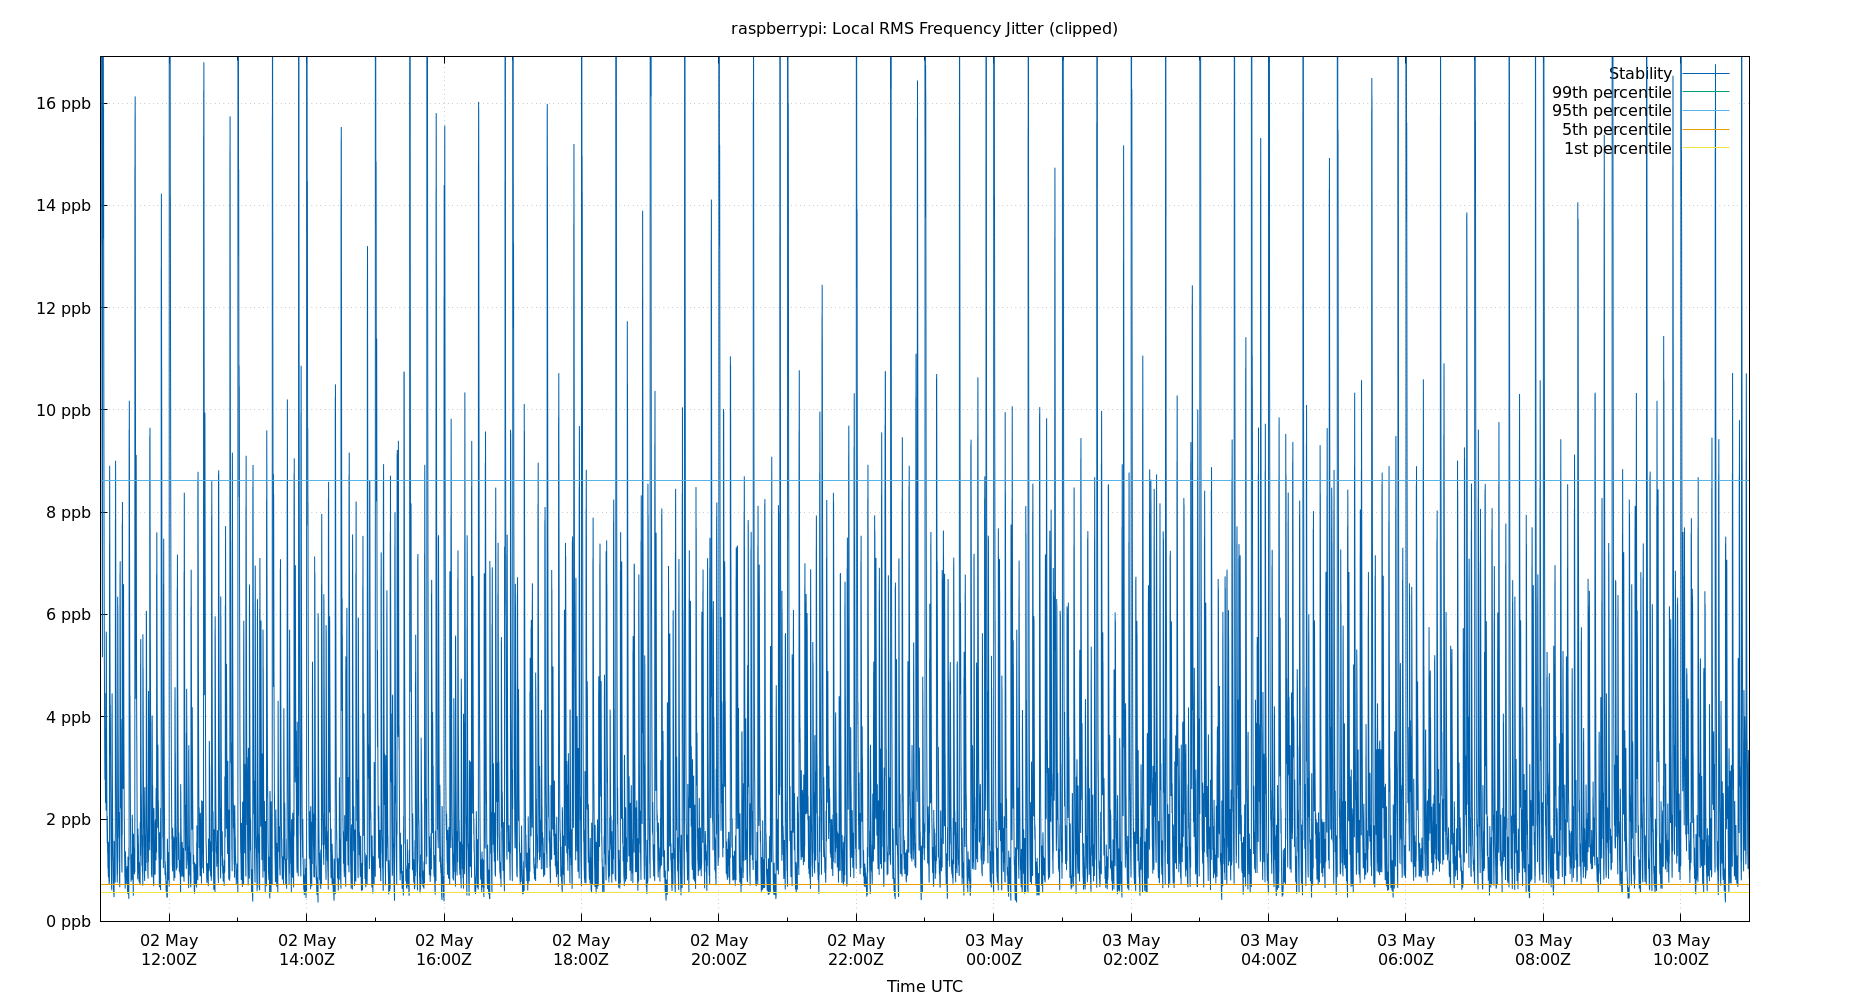 raspberrypi: Local RMS Frequency Jitter (clipped)
Stability
99th percentile
95th percentile
5th percentile
1st percentile
16 ppb
14 ppb
12 ppb
10 ppb
8 ppb
6 ppb
4 ppb
2 ppb
0 ppb
02 May 02 May 02 May 02 May 02 May 02 May 03 May 03 May 03 May 03 May 03 May 03 May
12:00Z 14:00Z 16:00Z 18:00Z 20:00Z 22:00Z 00:00Z 02:00Z 04:00Z 06:00Z 08:00Z 10:00Z
Time UTC